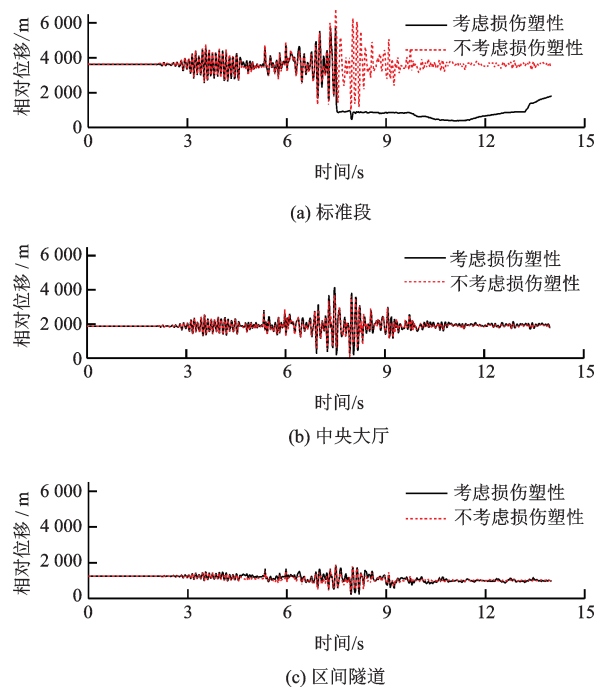 相对位移/m
6 000
4 000
2 000
0
考虑损伤塑性
不考虑损伤塑性
0 3 6 9 12 15
时间/s
(a) 标准段
相对位移/m
6 000
4 000
2 000
0
考虑损伤塑性
不考虑损伤塑性
0 3 6 9 12 15
时间/s
(b) 中央大厅
相对位移/m
6 000
4 000
2 000
0
考虑损伤塑性
不考虑损伤塑性
0 3 6 9 12 15
时间/s
(c) 区间隧道